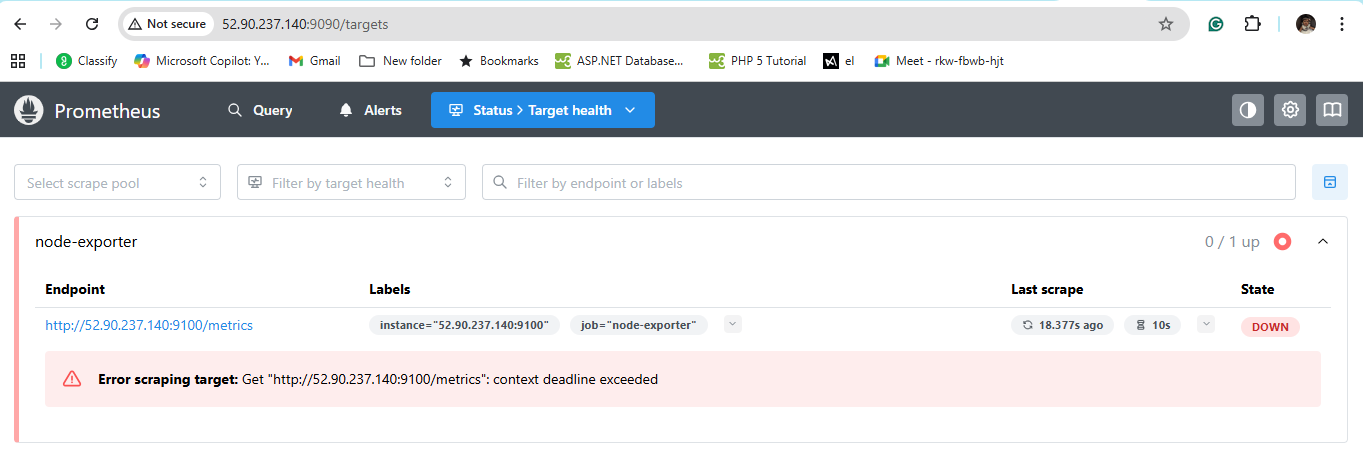 Not secure 52.90.237.140:9090/targets
Classify Microsoft Copilot: Y... Gmail New folder Bookmarks ASP.NET Database... PHP 5 Tutorial el Meet - rkw-fbwb-hjt
Prometheus Query Alerts Status > Target health
Select scrape pool Filter by target health Filter by endpoint or labels
node-exporter 0 / 1 up
Endpoint Labels Last scrape State
http://52.90.237.140:9100/metrics instance="52.90.237.140:9100" job="node-exporter" 18.377s ago 10s DOWN
Error scraping target: Get "http://52.90.237.140:9100/metrics": context deadline exceeded